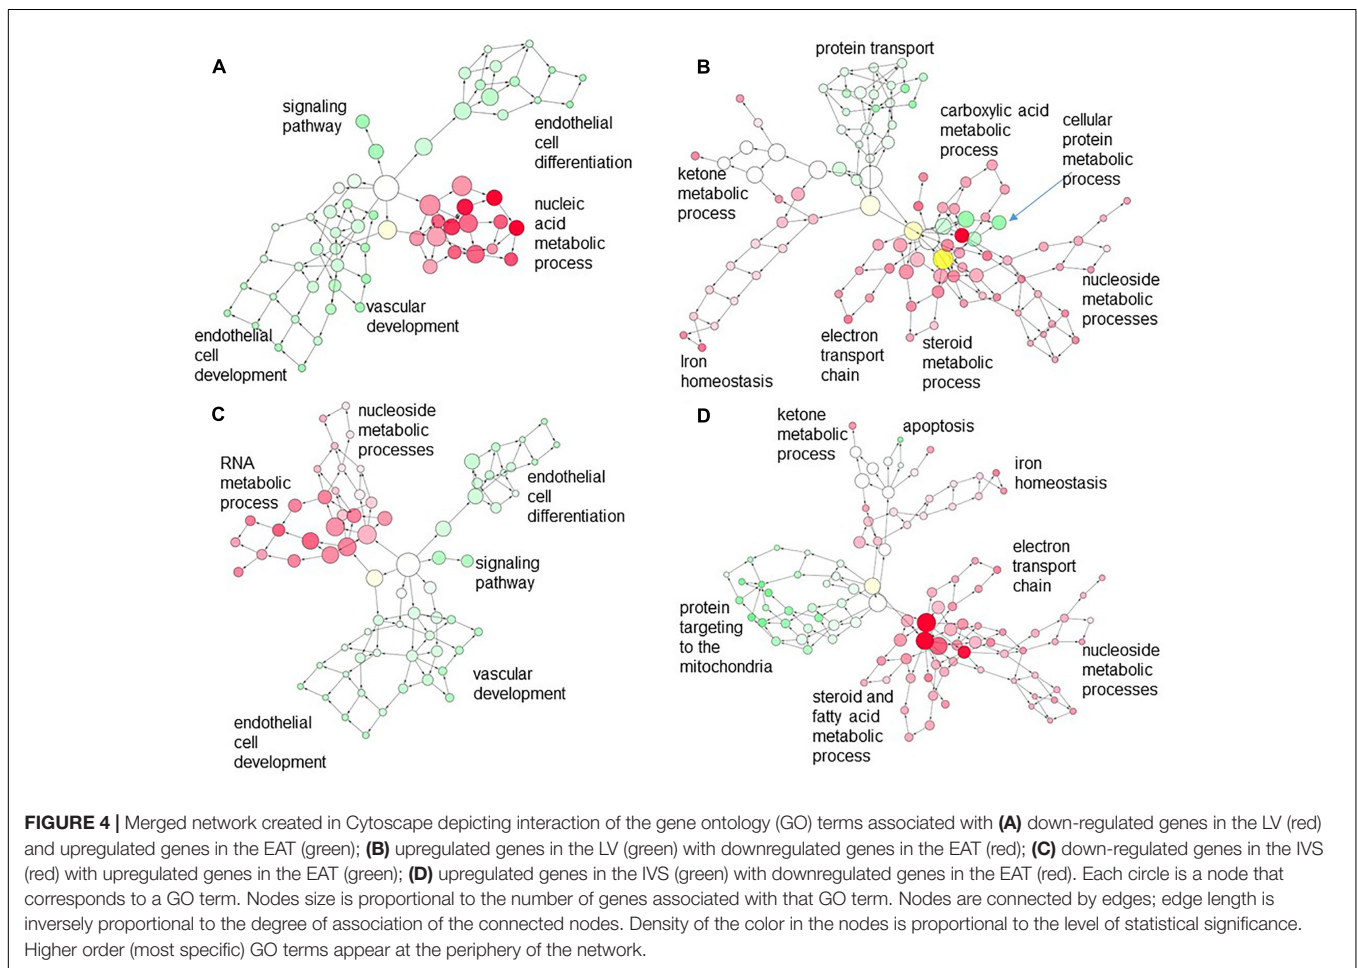 A
signaling
pathway
endothelial
cell
differentiation
nucleic
acid
metabolic
process
vascular
development
endothelial
cell
development
B
protein transport
carboxylic acid
metabolic
process
cellular
protein
metabolic
process
ketone
metabolic
process
nucleoside
metabolic
processes
electron
transport
chain
steroid
metabolic
process
Iron
homeostasis
C
nucleoside
metabolic
processes
RNA
metabolic
process
endothelial
cell
differentiation
signaling
pathway
vascular
development
endothelial
cell
development
D
ketone
metabolic
process
apoptosis
iron
homeostasis
electron
transport
chain
protein
targeting
to the
mitochondria
nucleoside
metabolic
processes
steroid and
fatty acid
metabolic
process
FIGURE 4 | Merged network created in Cytoscape depicting interaction of the gene ontology (GO) terms associated with (A) down-regulated genes in the LV (red)
and upregulated genes in the EAT (green); (B) upregulated genes in the LV (green) with downregulated genes in the EAT (red); (C) down-regulated genes in the IVS
(red) with upregulated genes in the EAT (green); (D) upregulated genes in the IVS (green) with downregulated genes in the EAT (red). Each circle is a node that
corresponds to a GO term. Nodes size is proportional to the number of genes associated with that GO term. Nodes are connected by edges; edge length is
inversely proportional to the degree of association of the connected nodes. Density of the color in the nodes is proportional to the level of statistical significance.
Higher order (most specific) GO terms appear at the periphery of the network.